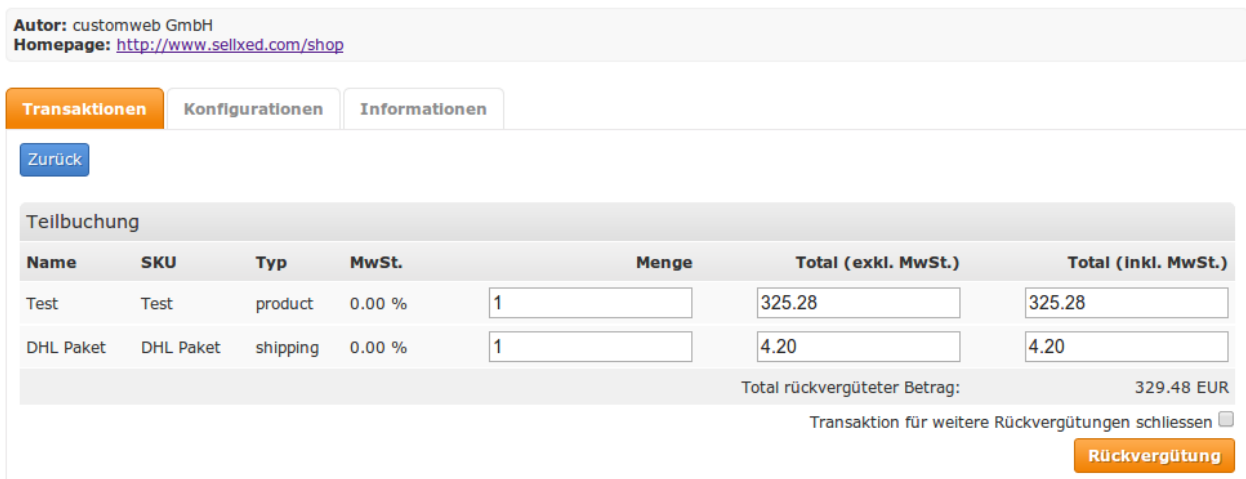 Autor: customweb GmbH
Homepage: http://www.sellxed.com/shop
Transaktionen Konfigurationen Informationen
Zurück
Teilbuchung
Name SKU Typ MwSt. Menge Total (exkl. MwSt.) Total (inkl. MwSt.)
Test Test product 0.00 % 1 325.28 325.28
DHL Paket DHL Paket shipping 0.00 % 1 4.20 4.20
Total rückvergüteter Betrag: 329.48 EUR
Transaktion für weitere Rückvergütungen schliessen
Rückvergütung